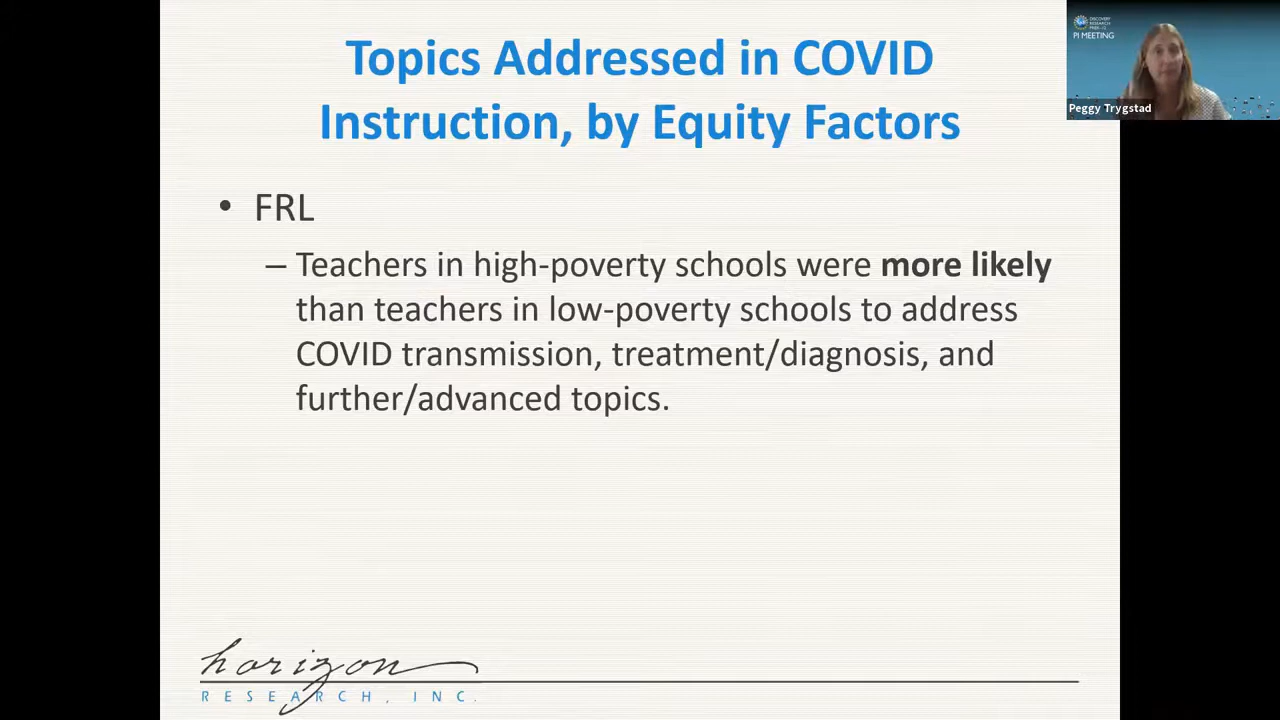 Topics Addressed in COVID
Instruction, by Equity Factors
• FRL
– Teachers in high-poverty schools were more likely
than teachers in low-poverty schools to address
COVID transmission, treatment/diagnosis, and
further/advanced topics.
horizon
RESEARCH, INC.
DISCOVERY
RESEARCH
PI MEETING
Peggy Trygstad